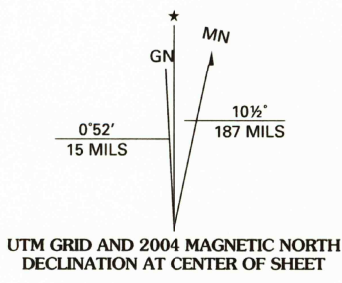 ★
MN
GN
0°52′
15 MILS
10½°
187 MILS
UTM GRID AND 2004 MAGNETIC NORTH
DECLINATION AT CENTER OF SHEET